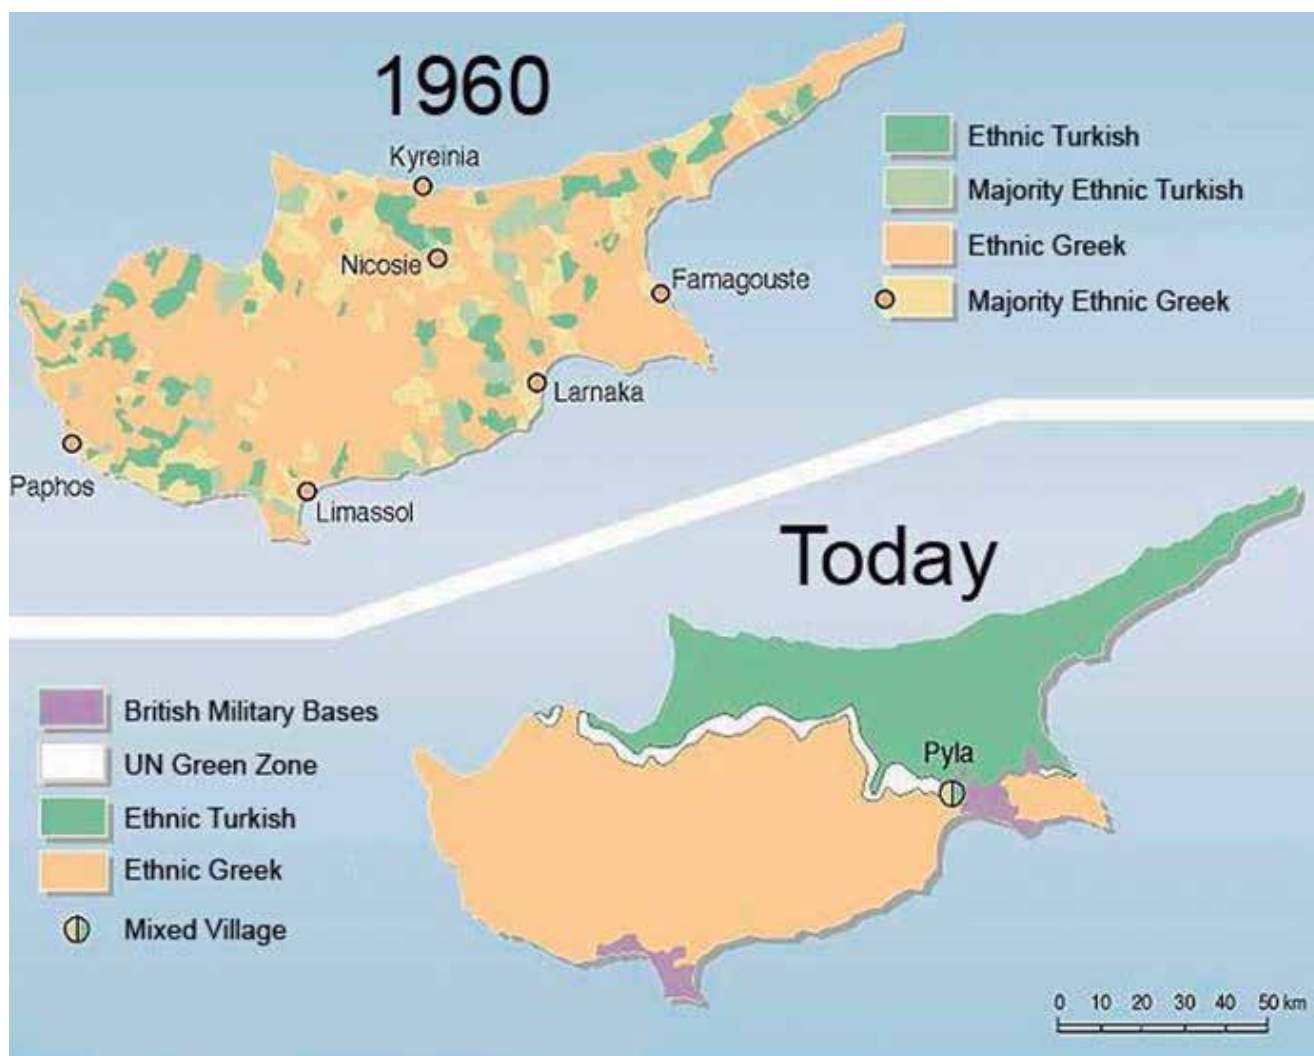 1960
Kyreinia
Nicosie
Famagouste
Larnaka
Paphos
Limassol
Ethnic Turkish
Majority Ethnic Turkish
Ethnic Greek
Majority Ethnic Greek
Today
Pyla
British Military Bases
UN Green Zone
Ethnic Turkish
Ethnic Greek
Mixed Village
0 10 20 30 40 50 km